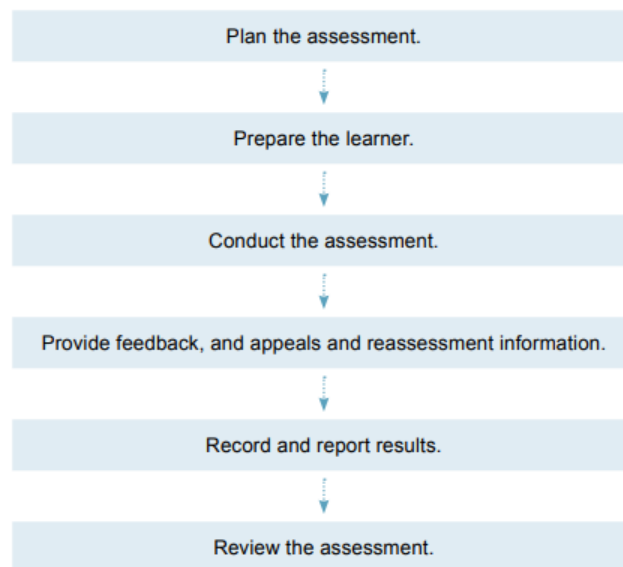 Plan the assessment.
Prepare the learner.
Conduct the assessment.
Provide feedback, and appeals and reassessment information.
Record and report results.
Review the assessment.